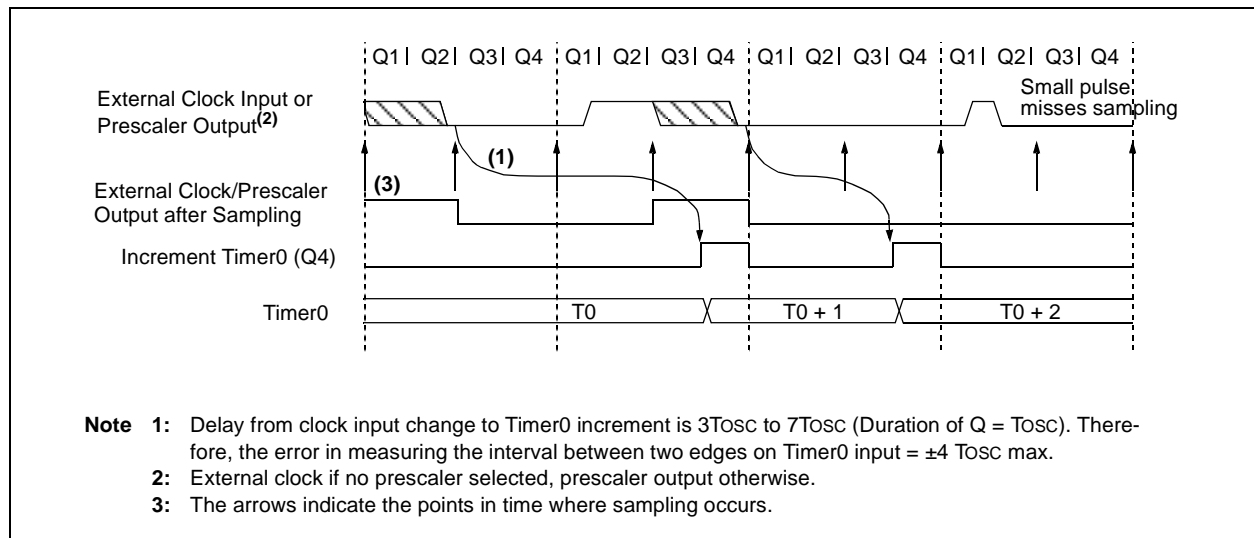 Q1| Q2| Q3| Q4 Q1| Q2| Q3| Q4 Q1| Q2| Q3| Q4 Q1| Q2| Q3| Q4
External Clock Input or
Prescaler Output(2)
Small pulse
misses sampling
(1)
External Clock/Prescaler
Output after Sampling
(3)
Increment Timer0 (Q4)
Timer0
T0
T0 + 1
T0 + 2
Note 1: Delay from clock input change to Timer0 increment is 3TOSC to 7TOSC (Duration of Q = TOSC). There-
fore, the error in measuring the interval between two edges on Timer0 input = ±4 TOSC max.
2: External clock if no prescaler selected, prescaler output otherwise.
3: The arrows indicate the points in time where sampling occurs.